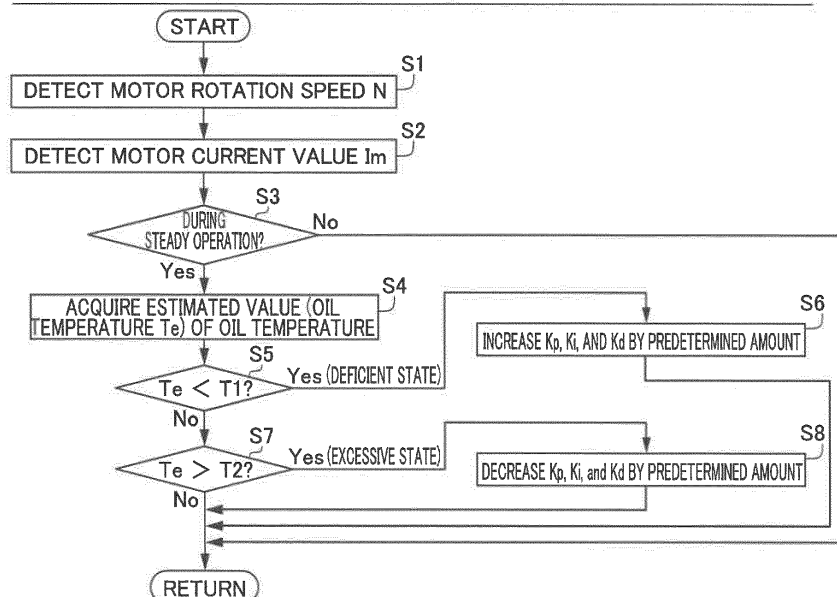 START
S1
DETECT MOTOR ROTATION SPEED N
S2
DETECT MOTOR CURRENT VALUE Im
S3
DURING
STEADY OPERATION?
No
Yes
S4
ACQUIRE ESTIMATED VALUE (OIL
TEMPERATURE Te) OF OIL TEMPERATURE
S5
Te < T1?
Yes (DEFICIENT STATE)
S6
INCREASE Kp, Ki, AND Kd BY PREDETERMINED AMOUNT
No
S7
Te > T2?
Yes (EXCESSIVE STATE)
S8
DECREASE Kp, Ki, and Kd BY PREDETERMINED AMOUNT
No
RETURN